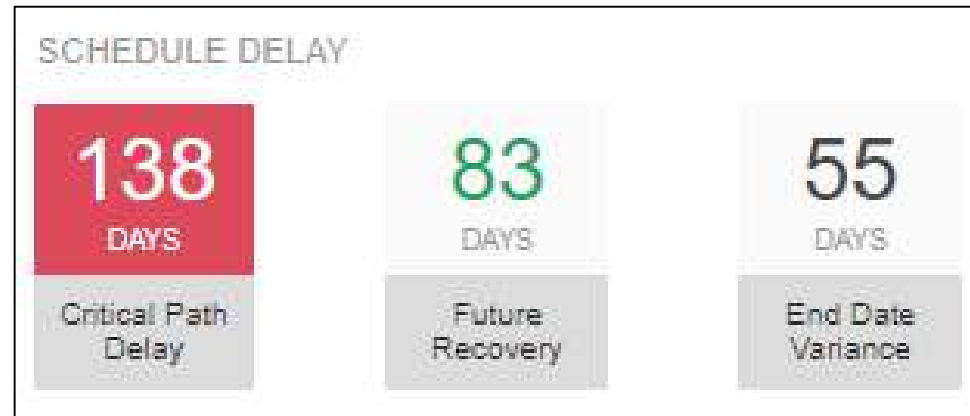 SCHEDULE DELAY
138
DAYS
Critical Path
Delay
83
DAYS
Future
Recovery
55
DAYS
End Date
Variance